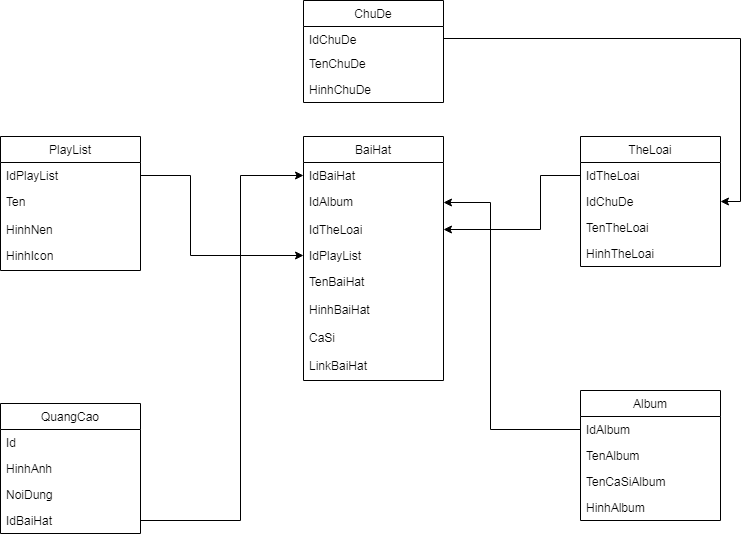 ChuDe
IdChuDe
TenChuDe
HinhChuDe
PlayList
IdPlayList
Ten
HinhNen
HinhIcon
BaiHat
IdBaiHat
IdAlbum
IdTheLoai
IdPlayList
TenBaiHat
HinhBaiHat
CaSi
LinkBaiHat
TheLoai
IdTheLoai
IdChuDe
TenTheLoai
HinhTheLoai
QuangCao
Id
HinhAnh
NoiDung
IdBaiHat
Album
IdAlbum
TenAlbum
TenCaSiAlbum
HinhAlbum